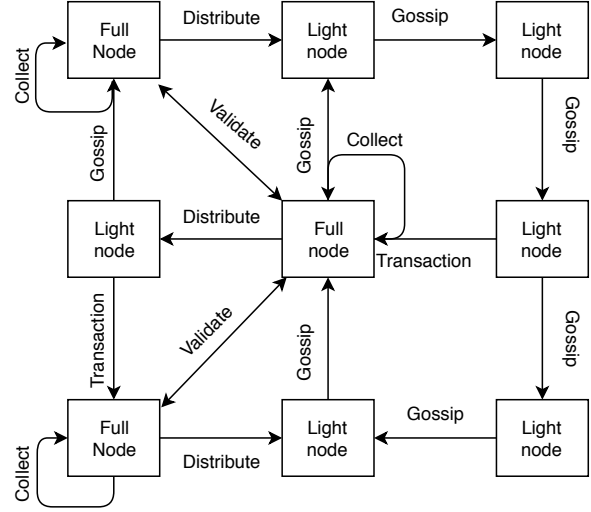 Full
Node
Distribute
Light
node
Gossip
Light
node
Collect
Gossip
Validate
Gossip
Collect
Gossip
Light
node
Distribute
Full
node
Transaction
Light
node
Transaction
Validate
Gossip
Gossip
Full
Node
Distribute
Light
node
Gossip
Light
node
Collect